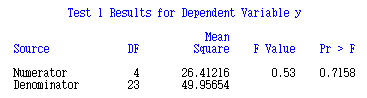 Test 1 Results for Dependent Variable y
Mean
Source DF Square F Value Pr > F
Numerator 4 26.41216 0.53 0.7158
Denominator 23 49.95654